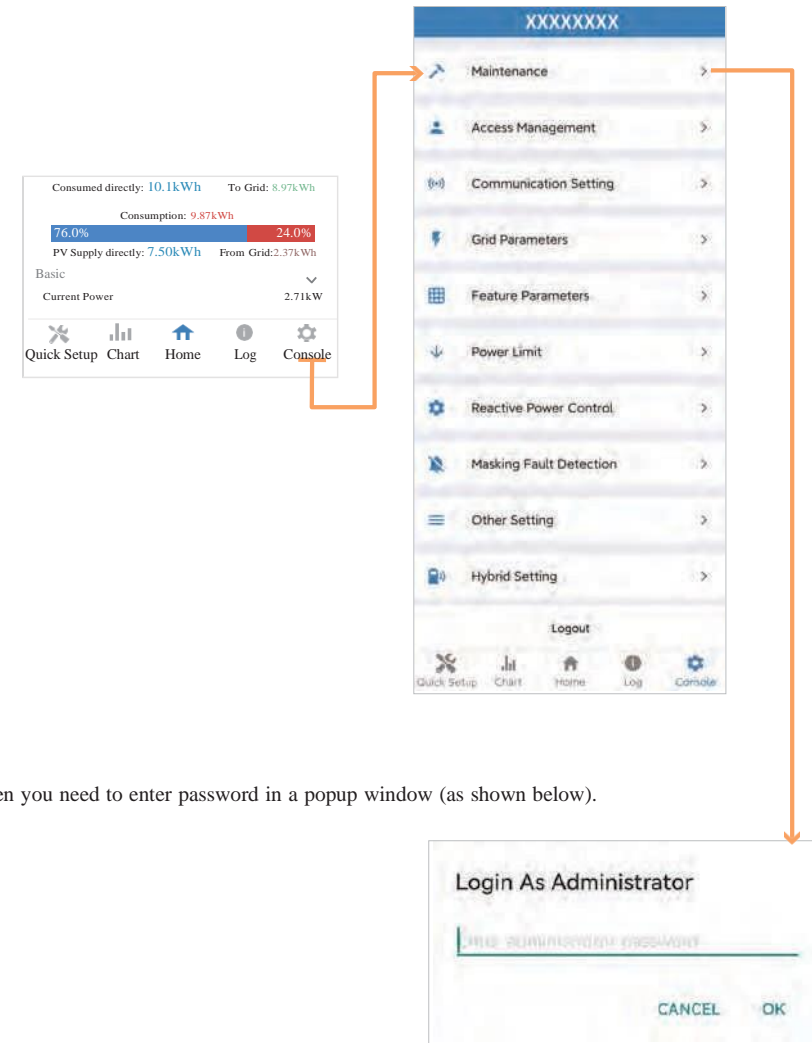 XXXXXXXX
Maintenance
Access Management
Communication Setting
Grid Parameters
Feature Parameters
Power Limit
Reactive Power Control
Masking Fault Detection
Other Setting
Hybrid Setting
Logout
Quick Setup Chart Home Log Console
Consumed directly: 10.1kWh To Grid: 8.97kWh
Consumption: 9.87kWh
76.0% 24.0%
PV Supply directly: 7.50kWh From Grid:2.37kWh
Basic
Current Power 2.71kW
Quick Setup Chart Home Log Console
en you need to enter password in a popup window (as shown below).
Login As Administrator
administrator password
CANCEL OK